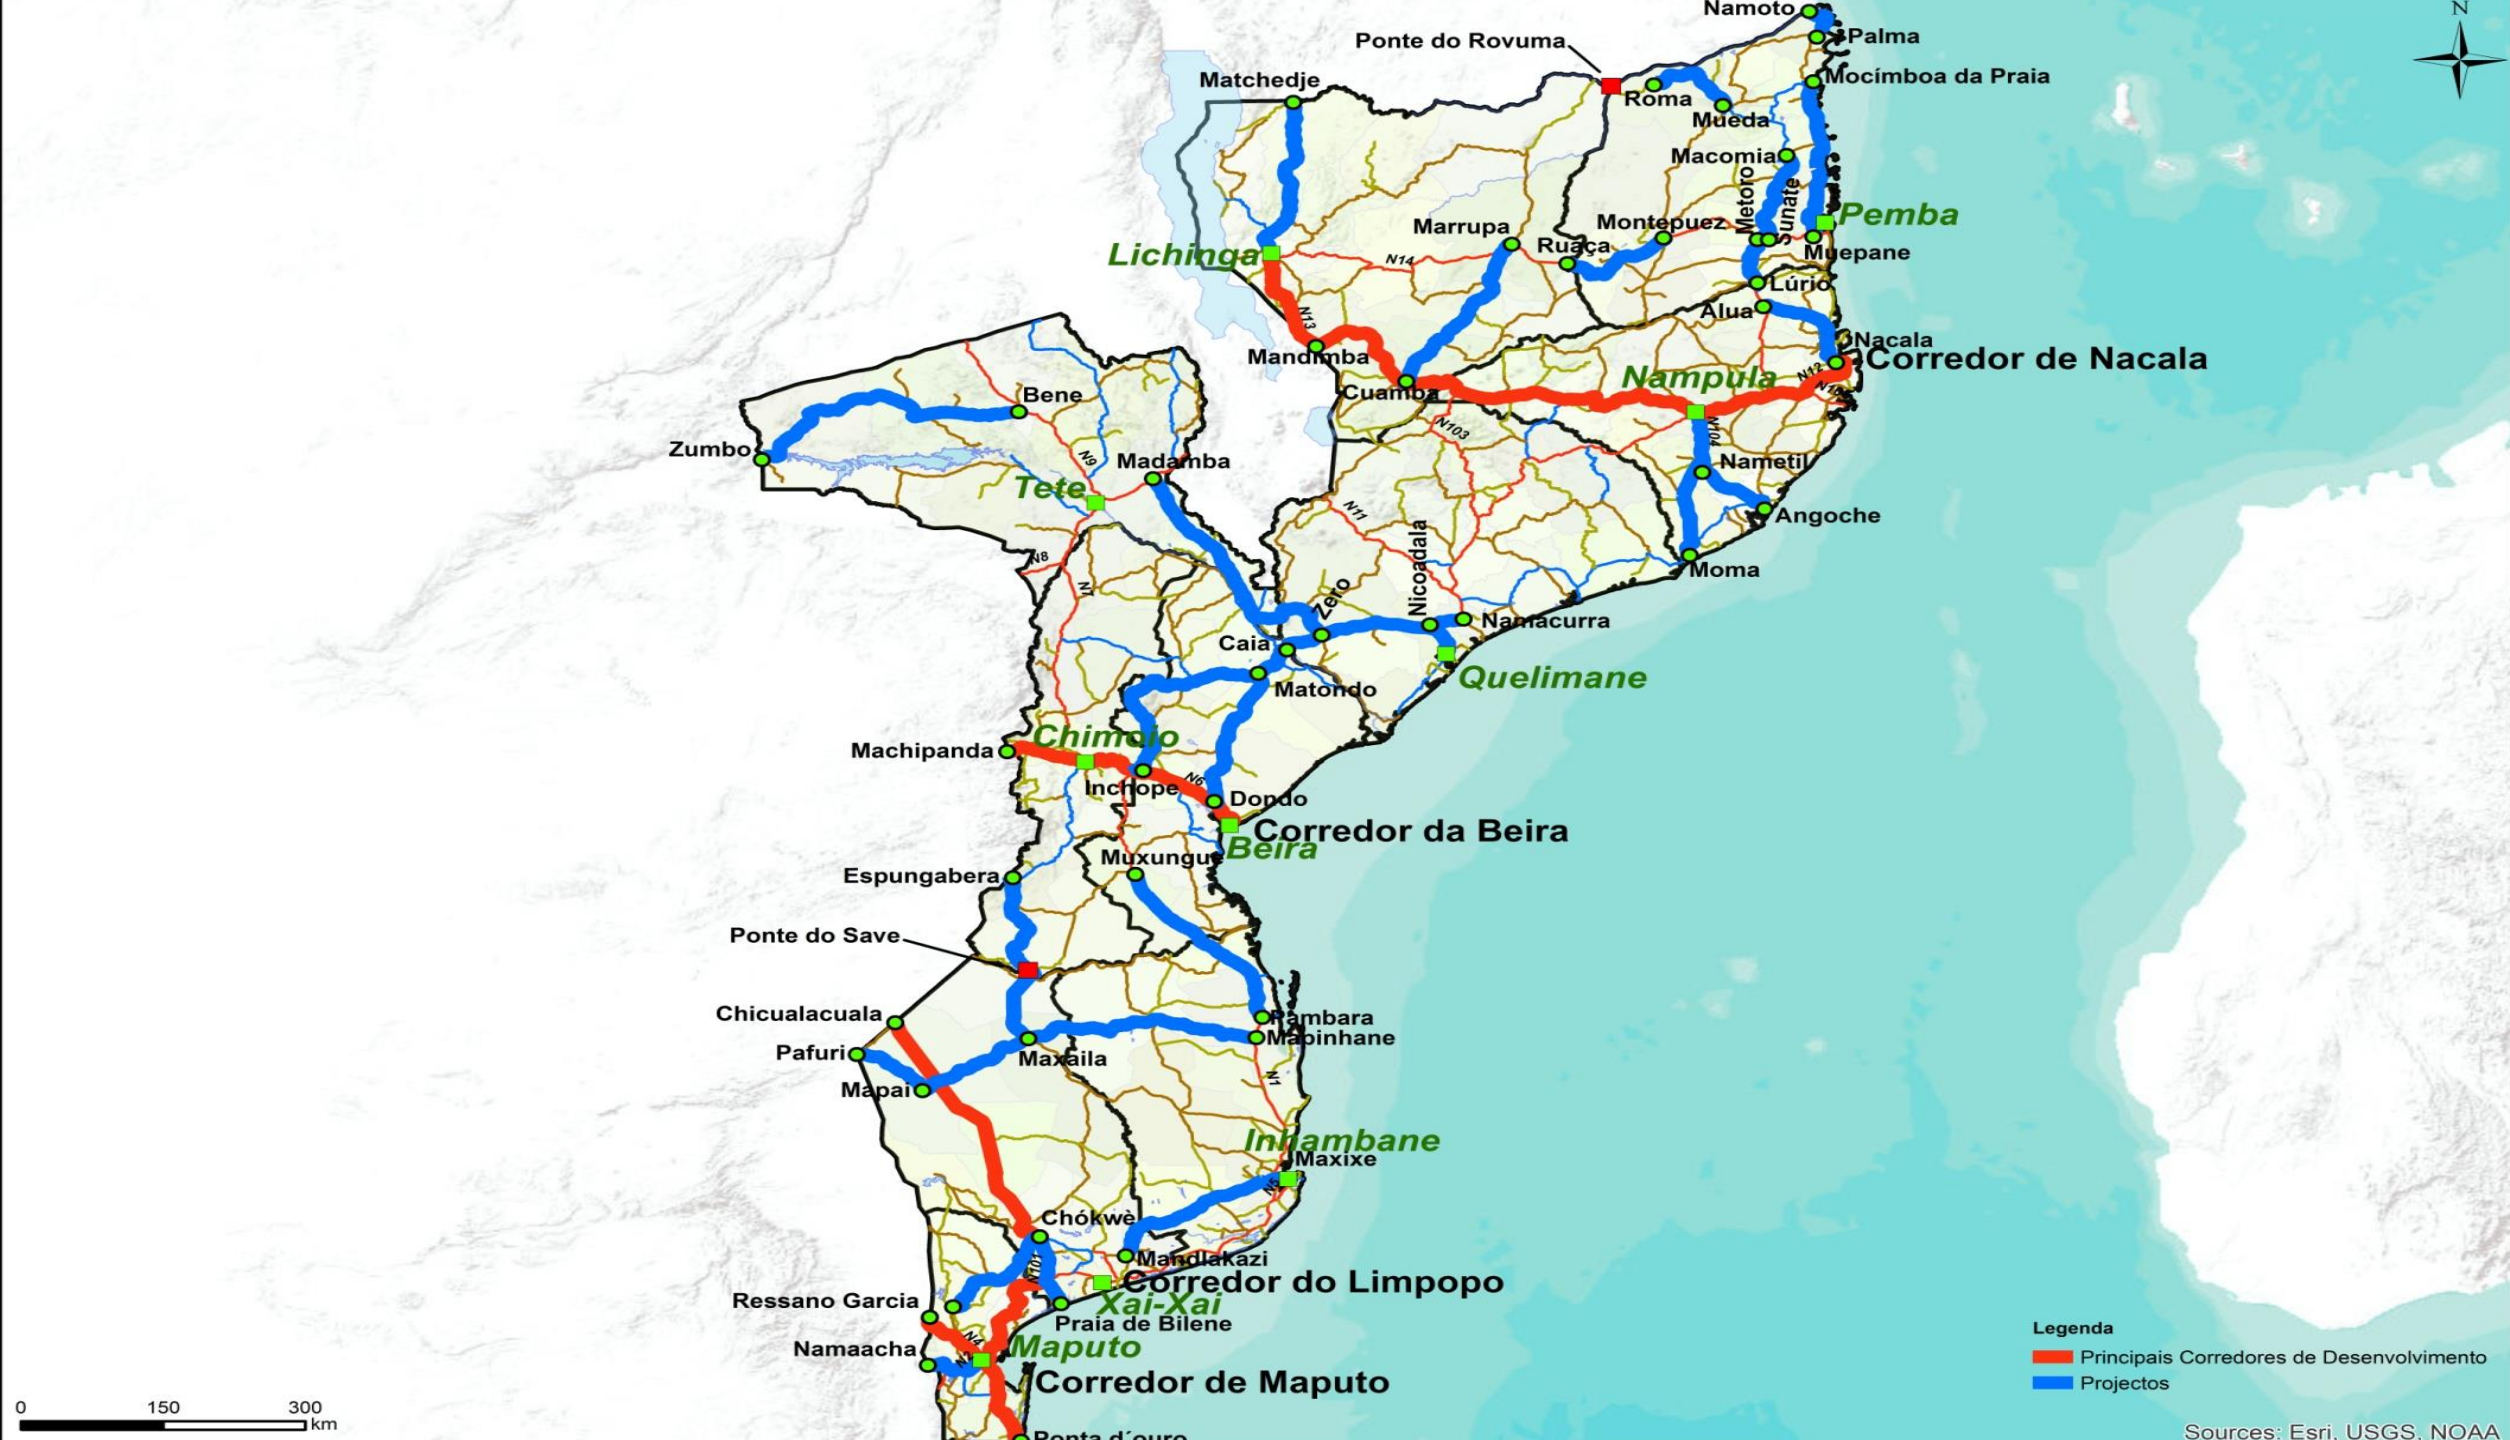 Namoto
N
Palma
Ponte do Rovuma
Matchedje
Mocímboa da Praia
Roma
Mueda
Macomia
Metoro
Sunate
Pemba
Marrupa
Montepuez
Ruaça
Muepane
Lichinga
N14
Lúrio
Alua
N13
Nacala
Mandimba
Corredor de Nacala
Nampula
N12
Cuamba
Bene
N103
N104
Zumbo
N9
Madamba
Nametil
Tete
N11
Angoche
Nicoadala
N8
Moma
N7
Zero
Namacurra
Caia
Quelimane
Matondo
Chimoio
Machipanda
N6
Inchope
Dondo
Corredor da Beira
Beira
Muxungue
Espungabera
Ponte do Save
Chicualacuala
Pambara
Mapinhane
Pafuri
Maxaila
N1
Mapai
Inhambane
Maxixe
N5
Chókwè
Mandlakazi
N101
Corredor do Limpopo
Ressano Garcia
Xai-Xai
Praia de Bilene
N4
Maputo
Namaacha
Corredor de Maputo
Ponta d´ouro
Legenda
Principais Corredores de Desenvolvimento
Projectos
0 150 300
km
Sources: Esri, USGS, NOAA